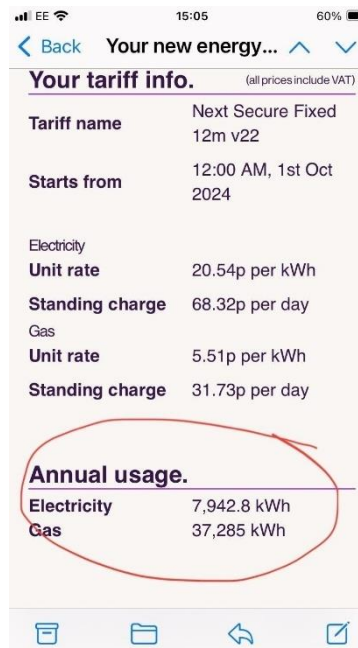 EE 15:05 60%
Back Your new energy...
Your tariff info. (all prices include VAT)
Tariff name Next Secure Fixed
12m v22
Starts from 12:00 AM, 1st Oct
2024
Electricity
Unit rate 20.54p per kWh
Standing charge 68.32p per day
Gas
Unit rate 5.51p per kWh
Standing charge 31.73p per day
Annual usage.
Electricity 7,942.8 kWh
Gas 37,285 kWh